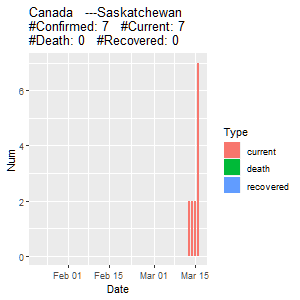 Canada ---Saskatchewan
#Confirmed: 7 #Current: 7
#Death: 0 #Recovered: 0
6
4
2
0
Num
Feb 01 Feb 15 Mar 01 Mar 15
Date
Type
current
death
recovered